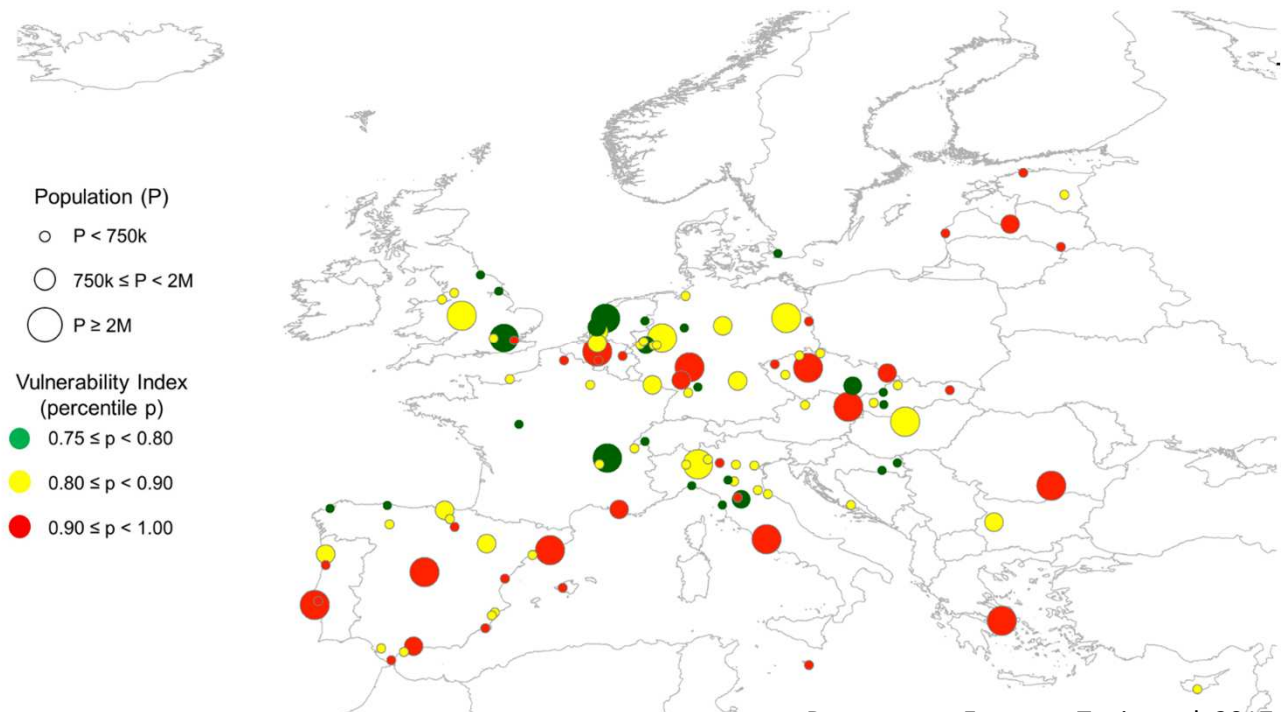 Population (P)
P < 750k
750k ≤ P < 2M
P ≥ 2M
Vulnerability Index
(percentile p)
0.75 ≤ p < 0.80
0.80 ≤ p < 0.90
0.90 ≤ p < 1.00